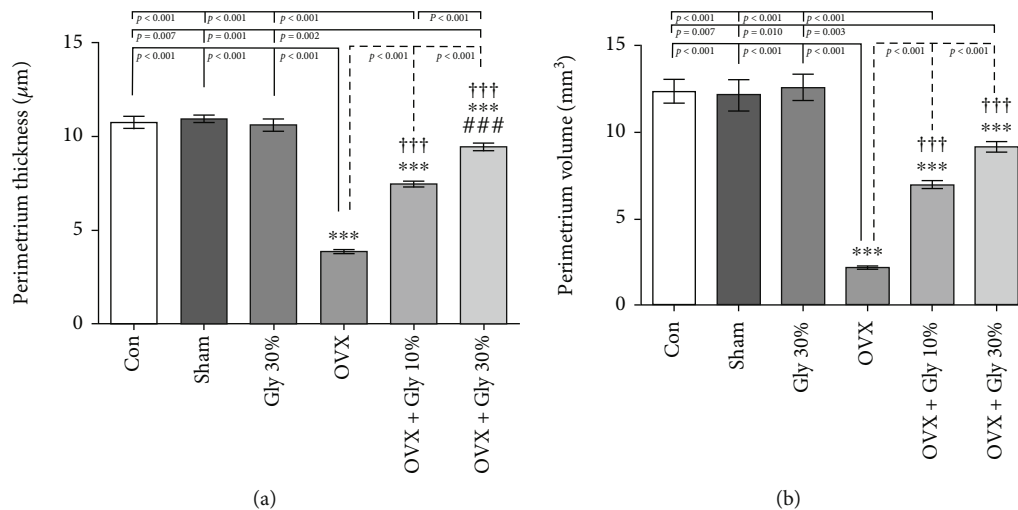 p < 0.001 p < 0.001 p < 0.001 p < 0.001 p < 0.001
p = 0.007 p = 0.001 p = 0.002
p < 0.001 p < 0.001 p < 0.001 p < 0.001 p < 0.001
Perimetrium thickness (μm)
15
10
5
0
***
†††
***
†††
***
###
Con
Sham
Gly 30%
OVX
OVX + Gly 10%
OVX + Gly 30%
(a)
p < 0.001 p < 0.001 p < 0.001
p = 0.007 p = 0.010 p = 0.003
p < 0.001 p < 0.001 p < 0.001 p < 0.001 p < 0.001
Perimetrium volume (mm³)
15
10
5
0
***
†††
***
†††
***
Con
Sham
Gly 30%
OVX
OVX + Gly 10%
OVX + Gly 30%
(b)